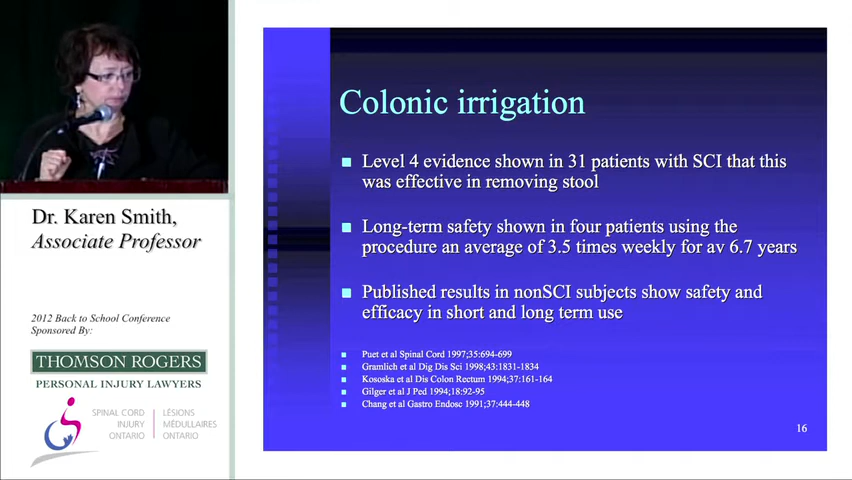 Dr. Karen Smith,
Associate Professor
2012 Back to School Conference
Sponsored By:
THOMSON ROGERS
PERSONAL INJURY LAWYERS
SPINAL CORD
INJURY
ONTARIO
LÉSIONS
MÉDULLAIRES
ONTARIO
Colonic irrigation
Level 4 evidence shown in 31 patients with SCI that this
was effective in removing stool
Long-term safety shown in four patients using the
procedure an average of 3.5 times weekly for av 6.7 years
Published results in nonSCI subjects show safety and
efficacy in short and long term use
Puet et al Spinal Cord 1997;35:694-699
Gramlich et al Dig Dis Sci 1998;43:1831-1834
Kososka et al Dis Colon Rectum 1994;37:161-164
Gilger et al J Ped 1994;18:92-95
Chang et al Gastro Endosc 1991;37:444-448
16